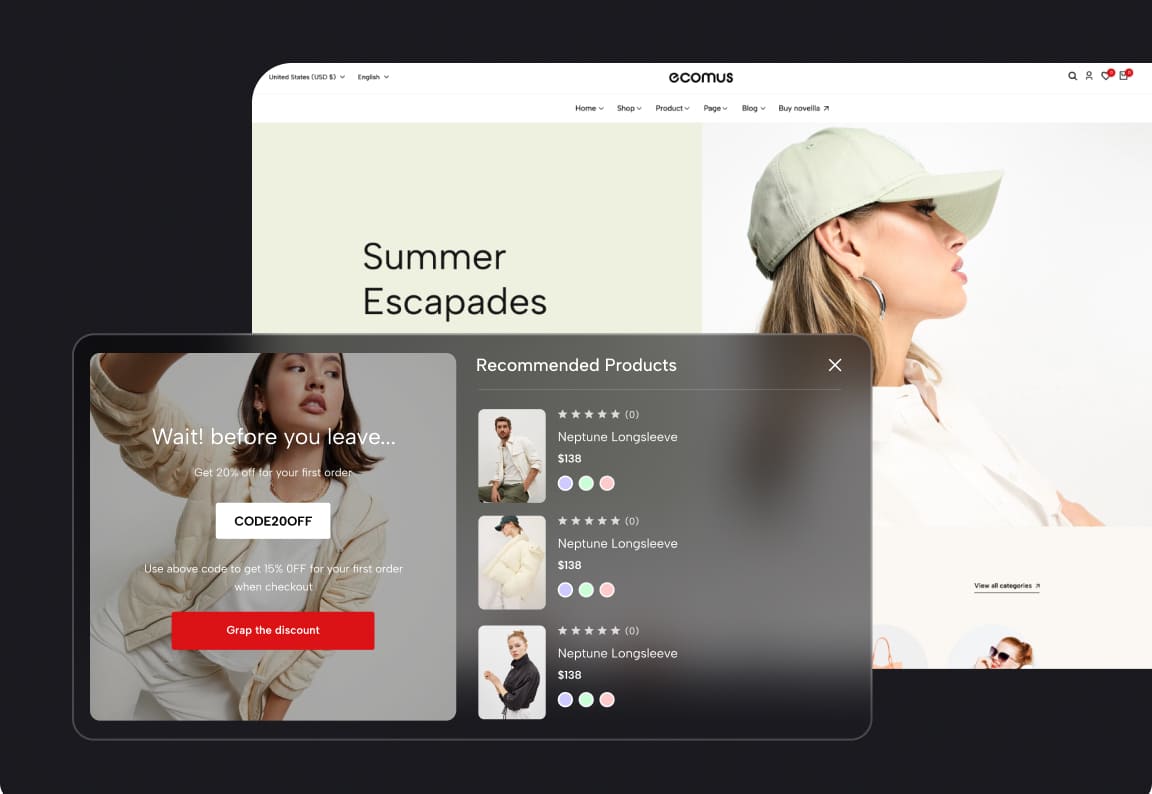 United States (USD $)
English
ecomus
Home
Shop
Product
Page
Blog
Buy novella
Summer
Escapades
Wait! before you leave...
Get 20% off for your first order
CODE20OFF
Use above code to get 15% OFF for your first order
when checkout
Grap the discount
Recommended Products
(0)
Neptune Longsleeve
$138
(0)
Neptune Longsleeve
$138
(0)
Neptune Longsleeve
$138
View all categories